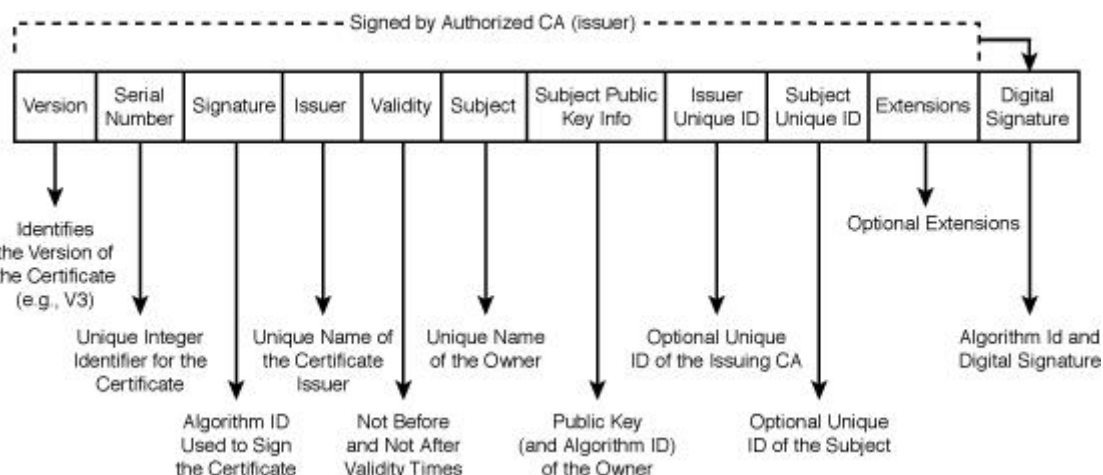 Signed by Authorized CA (issuer)
Version
Serial
Number
Signature
Issuer
Validity
Subject
Subject Public
Key Info
Issuer
Unique ID
Subject
Unique ID
Extensions
Digital
Signature
Identifies
the Version of
the Certificate
(e.g., V3)
Unique Integer
Identifier for the
Certificate
Algorithm ID
Used to Sign
the Certificate
Unique Name of
the Certificate
Issuer
Not Before
and Not After
Validity Times
Unique Name
of the Owner
Public Key
(and Algorithm ID)
of the Owner
Optional Unique
ID of the Issuing CA
Optional Unique
ID of the Subject
Optional Extensions
Algorithm Id and
Digital Signature